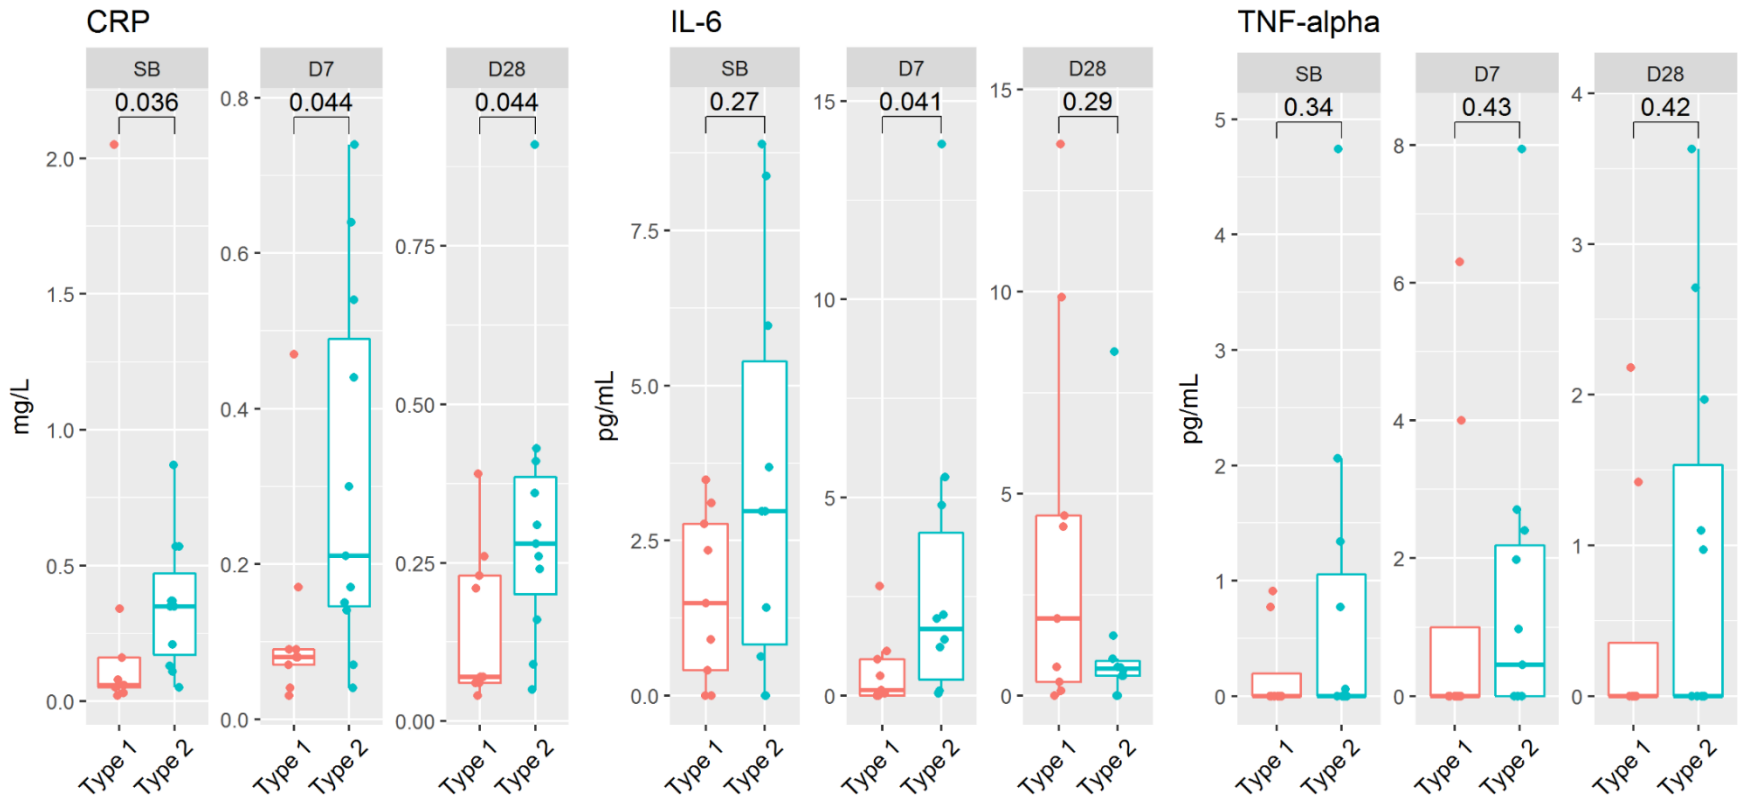 CRP
IL-6
TNF-alpha
SB
D7
D28
SB
D7
D28
SB
D7
D28
0.036
0.044
0.044
0.27
0.041
0.29
0.34
0.43
0.42
mg/L
2.0
1.5
1.0
0.5
0.0
0.8
0.6
0.4
0.2
0.0
0.75
0.50
0.25
0.00
pg/mL
7.5
5.0
2.5
0.0
15
10
5
0
15
10
5
0
pg/mL
5
4
3
2
1
0
8
6
4
2
0
4
3
2
1
0
Type 1
Type 2
Type 1
Type 2
Type 1
Type 2
Type 1
Type 2
Type 1
Type 2
Type 1
Type 2
Type 1
Type 2
Type 1
Type 2
Type 1
Type 2